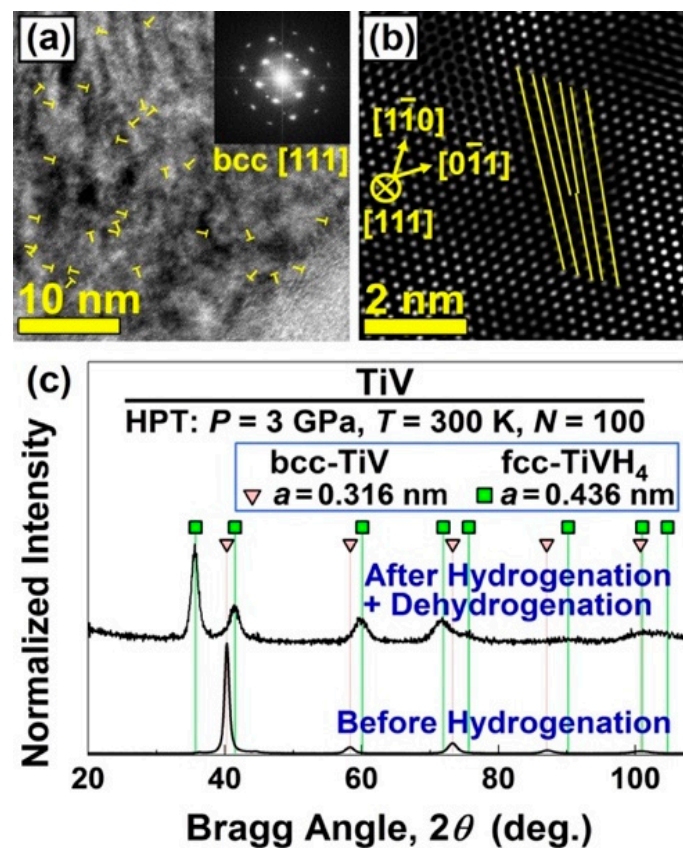 (a)
bcc [111]
10 nm
(b)
[11̅0]
[01̅1]
[111]
2 nm
(c)
TiV
HPT: P = 3 GPa, T = 300 K, N = 100
bcc-TiV
a = 0.316 nm
fcc-TiVH₄
a = 0.436 nm
After Hydrogenation
+ Dehydrogenation
Before Hydrogenation
Normalized Intensity
20
40
60
80
100
Bragg Angle, 2θ (deg.)